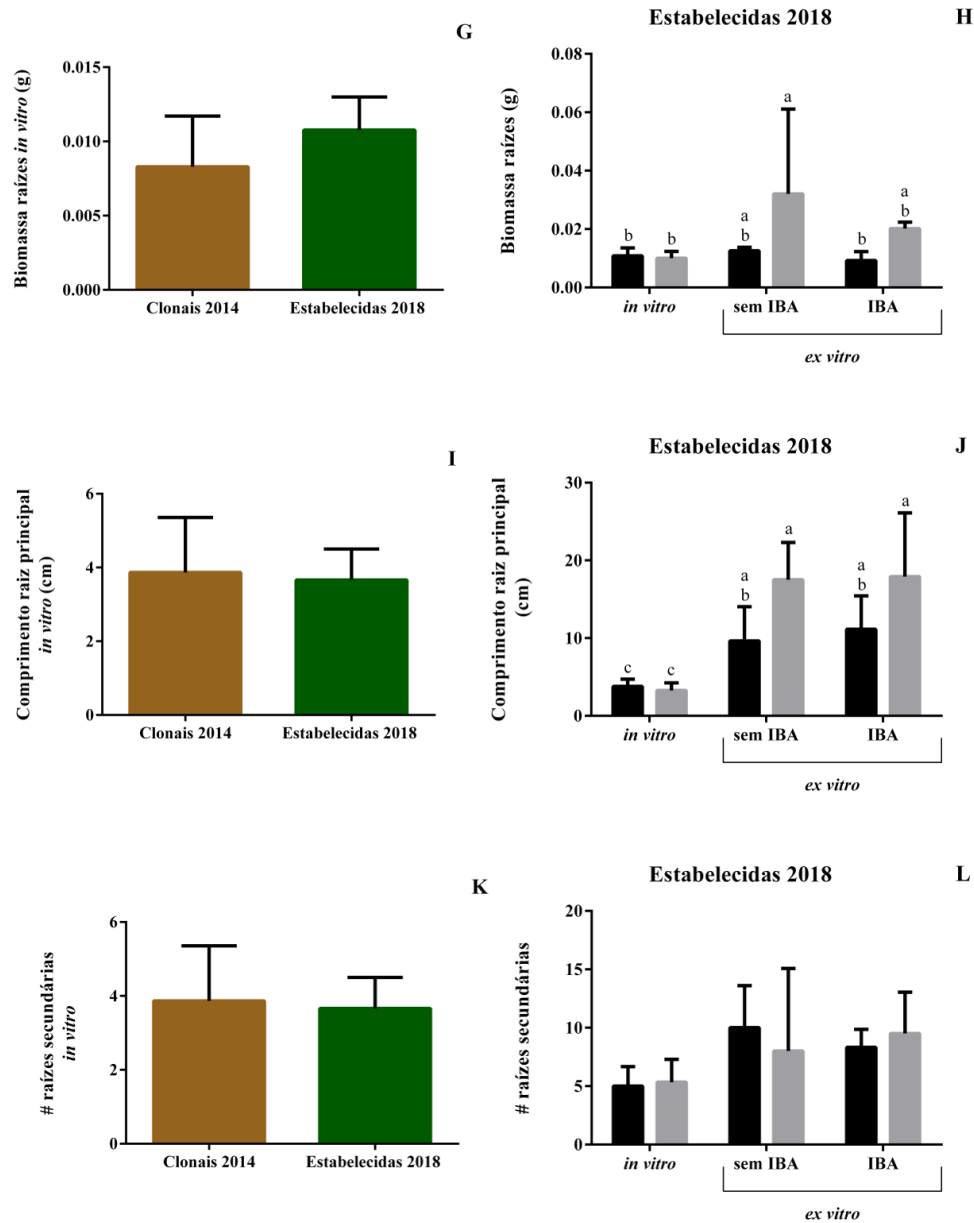 G
Biomassa raízes in vitro (g)
0.015
0.010
0.005
0.000
Clonais 2014
Estabelecidas 2018
Estabelecidas 2018
H
Biomassa raízes (g)
0.08
0.06
0.04
0.02
0.00
b
b
a
b
a
b
a
b
in vitro
sem IBA
IBA
ex vitro
I
Comprimento raiz principal
in vitro (cm)
6
4
2
0
Clonais 2014
Estabelecidas 2018
Estabelecidas 2018
J
Comprimento raiz principal
(cm)
30
20
10
0
c
c
a
b
a
a
b
a
in vitro
sem IBA
IBA
ex vitro
K
# raízes secundárias
in vitro
6
4
2
0
Clonais 2014
Estabelecidas 2018
Estabelecidas 2018
L
# raízes secundárias
20
15
10
5
0
in vitro
sem IBA
IBA
ex vitro